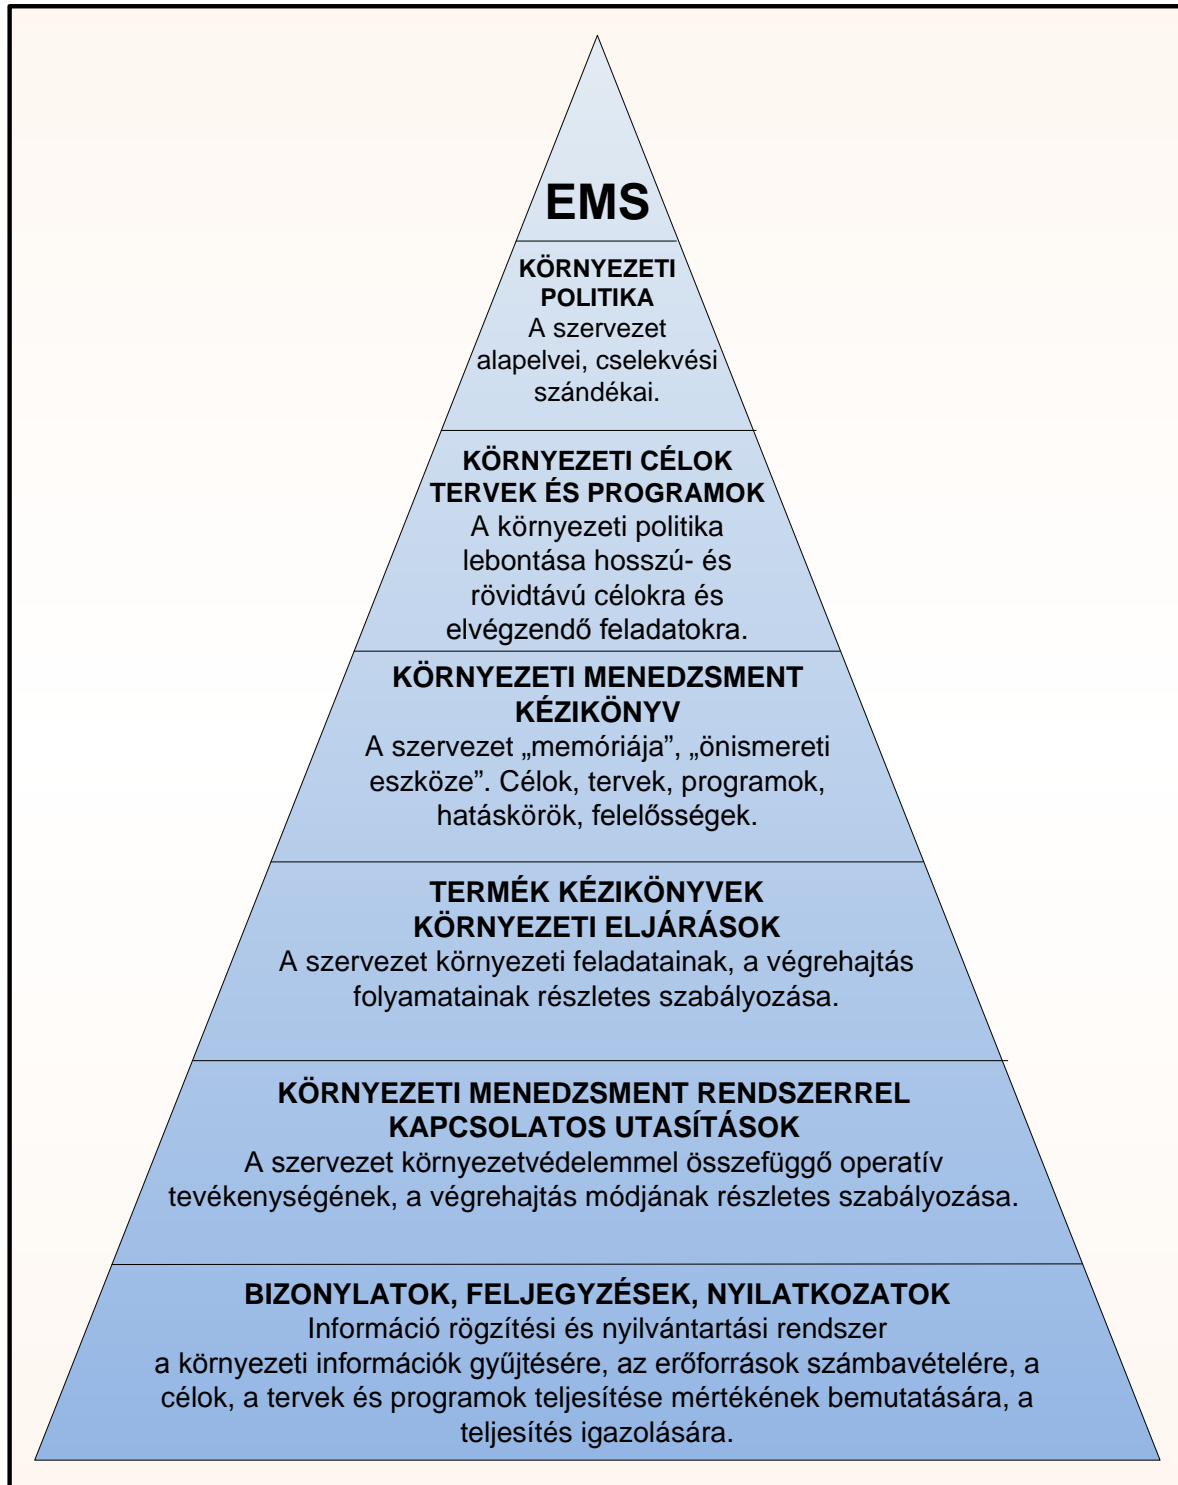 EMS
KÖRNYEZETI
POLITIKA
A szervezet
alapelvei, cselekvési
szándékai.
KÖRNYEZETI CÉLOK
TERVEK ÉS PROGRAMOK
A környezeti politika
lebontása hosszú- és
rövidtávú célokra és
elvégzendő feladatokra.
KÖRNYEZETI MENEDZSMENT
KÉZIKÖNYV
A szervezet „memóriája”, „önismereti
eszköze”. Célok, tervek, programok,
hatáskörök, felelősségek.
TERMÉK KÉZIKÖNYVEK
KÖRNYEZETI ELJÁRÁSOK
A szervezet környezeti feladatainak, a végrehajtás
folyamatainak részletes szabályozása.
KÖRNYEZETI MENEDZSMENT RENDSZERREL
KAPCSOLATOS UTASÍTÁSOK
A szervezet környezetvédelemmel összefüggő operatív
tevékenységének, a végrehajtás módjának részletes szabályozása.
BIZONYLATOK, FELJEGYZÉSEK, NYILATKOZATOK
Információ rögzítési és nyilvántartási rendszer
a környezeti információk gyűjtésére, az erőforrások számbavételére, a
célok, a tervek és programok teljesítése mértékének bemutatására, a
teljesítés igazolására.